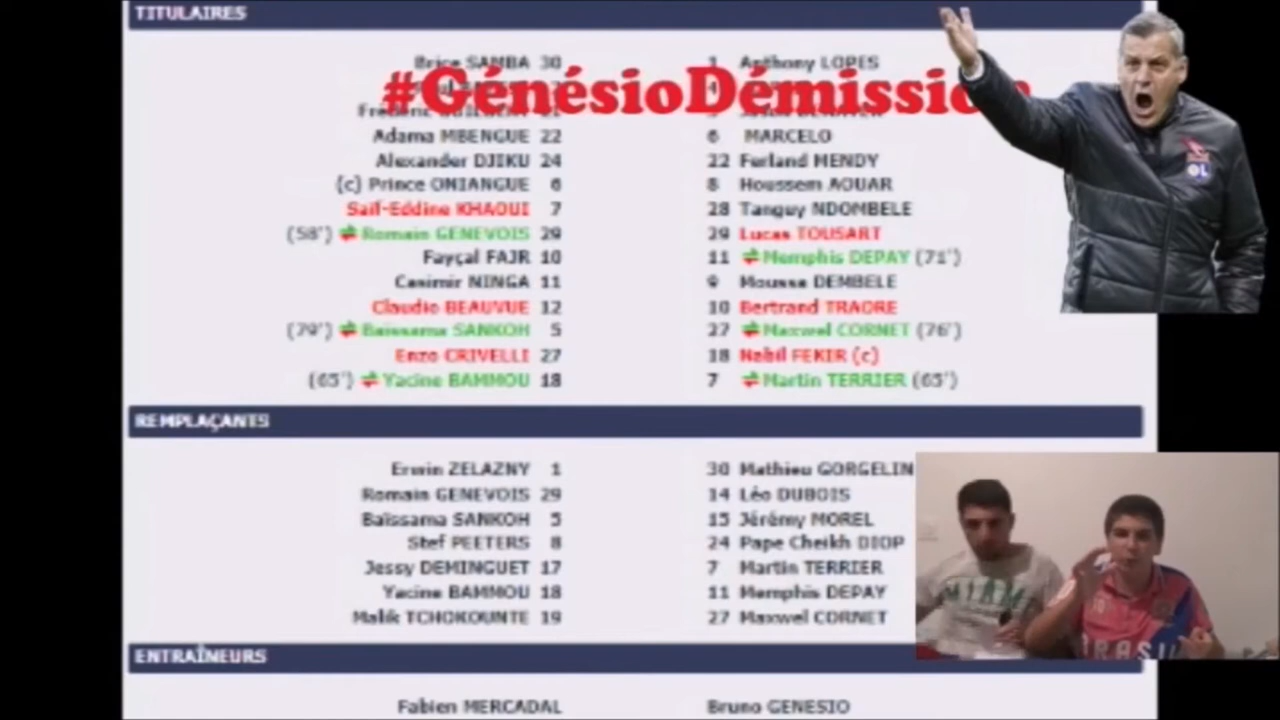 TITULAIRES
Brice SAMBA 30 1 Anthony LOPES
#GénésioDémission
Adama MBENGUE 22 6 MARCELO
Alexander DJIKU 24 22 Ferland MENDY
(c) Prince ONIANGUE 6 8 Houssem AOUAR
Saîf-Eddine KHAOUI 7 28 Tanguy NDOMBELE
(58') Romain GENEVOIS 29 29 Lucas TOUSART
Fayçal FAJR 10 11 Memphis DEPAY (71')
Casimir NINGA 11 9 Moussa DEMBELE
Claudio BEAUVUE 12 10 Bertrand TRAORE
(79') Baïssama SANKOH 5 27 Maxwel CORNET (76')
Enzo CRIVELLI 27 18 Nabil FEKIR (c)
(65') Yacine BAMMOU 18 7 Martin TERRIER (65')
REMPLAÇANTS
Erwin ZELAZNY 1 30 Mathieu GORGELIN
Romain GENEVOIS 29 14 Léo DUBOIS
Baïssama SANKOH 5 15 Jérémy MOREL
Stef PEETERS 8 24 Pape Cheikh DIOP
Jessy DEMINGUET 17 7 Martin TERRIER
Yacine BAMMOU 18 11 Memphis DEPAY
Malik TCHOKOUNTE 19 27 Maxwel CORNET
ENTRAÎNEURS
Fabien MERCADAL Bruno GENESIO
OL
MIAMI
BRASIL